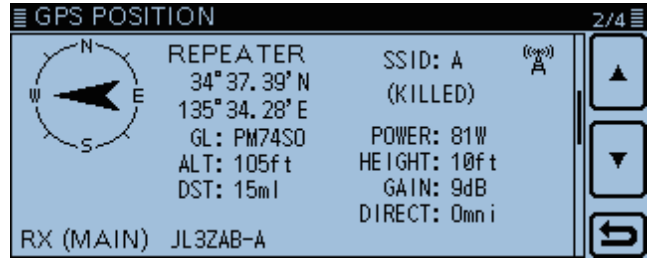 GPS POSITION 2/4
N
W E
S
REPEATER
34°37.39'N
135°34.28'E
GL: PM74SO
ALT: 105ft
DST: 15ml
SSID: A
(KILLED)
POWER: 81W
HEIGHT: 10ft
GAIN: 9dB
DIRECT: Omni
RX (MAIN) JL3ZAB-A